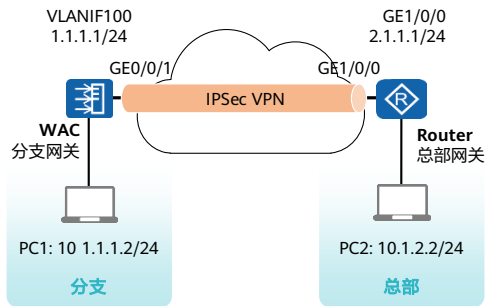 VLANIF100
1.1.1.1/24
GE1/0/0
2.1.1.1/24
GE0/0/1
GE1/0/0
IPSec VPN
R
WAC
分支网关
Router
总部网关
PC1: 10 1.1.1.2/24
PC2: 10.1.2.2/24
分支
总部